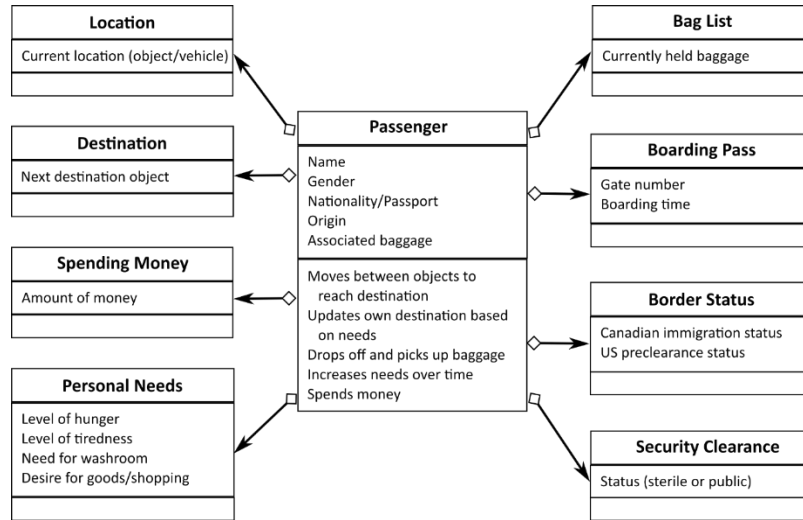 Location
Current location (object/vehicle)
Destination
Next destination object
Spending Money
Amount of money
Personal Needs
Level of hunger
Level of tiredness
Need for washroom
Desire for goods/shopping
Passenger
Name
Gender
Nationality/Passport
Origin
Associated baggage
Moves between objects to
reach destination
Updates own destination based
on needs
Drops off and picks up baggage
Increases needs over time
Spends money
Bag List
Currently held baggage
Boarding Pass
Gate number
Boarding time
Border Status
Canadian immigration status
US preclearance status
Security Clearance
Status (sterile or public)